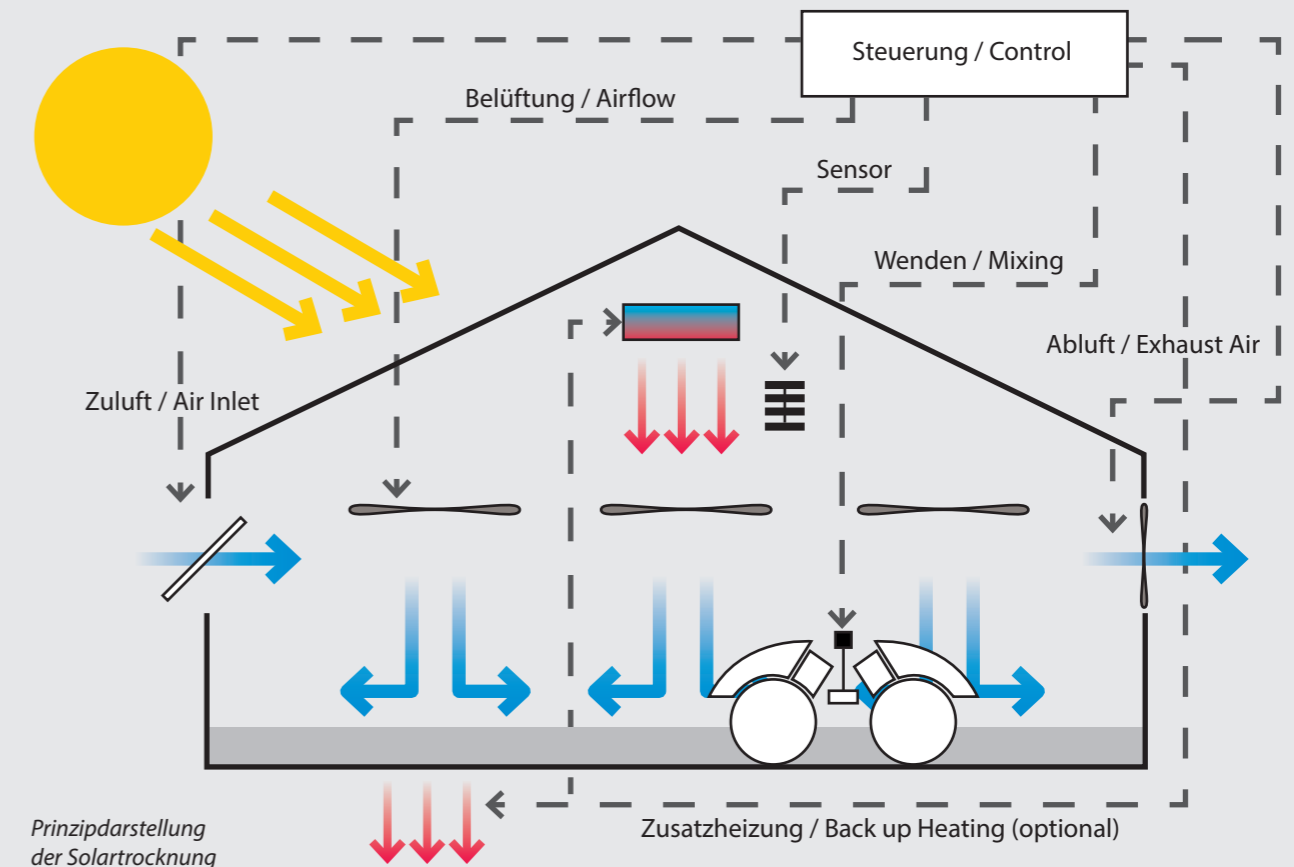 Steuerung / Control
Belüftung / Airflow
Sensor
Wenden / Mixing
Abluft / Exhaust Air
Zuluft / Air Inlet
Zusatzheizung / Back up Heating (optional)
Prinzipdarstellung
der Solartrocknung